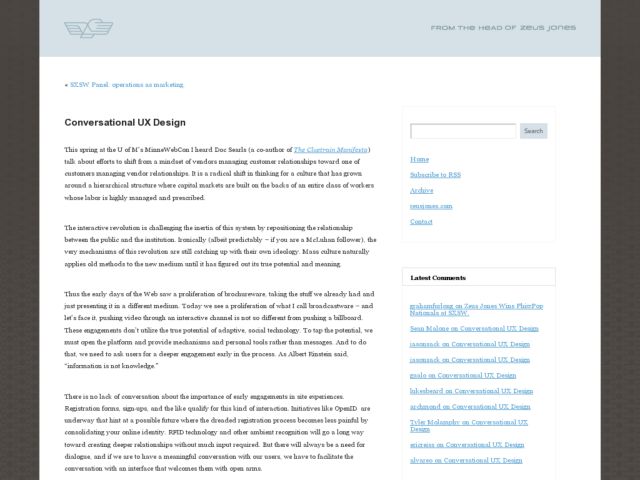 FROM THE HEAD OF ZEUS JONES
« SXSW Panel: operations as marketing
Conversational UX Design
This spring at the U of M's MinneWebCon I heard Doc Searls (a co-author of The Cluetrain Manifesto)
talk about efforts to shift from a mindset of vendors managing customer relationships toward one of
customers managing vendor relationships. It is a radical shift in thinking for a culture that has grown
around a hierarchical structure where capital markets are built on the backs of an entire class of workers
whose labor is highly managed and prescribed.
The interactive revolution is challenging the inertia of this system by repositioning the relationship
between the public and the institution. Ironically (albeit predictably – if you are a McLuhan follower), the
very mechanisms of this revolution are still catching up with their own ideology. Mass culture naturally
applies old methods to the new medium until it has figured out its true potential and meaning.
Thus the early days of the Web saw a proliferation of brochureware, taking the stuff we already had and
just presenting it in a different medium. Today we see a proliferation of what I call broadcastware – and
let's face it, pushing video through an interactive channel is not so different from pushing a billboard.
These engagements don't utilize the true potential of adaptive, social technology. To tap the potential, we
must open the platform and provide mechanisms and personal tools rather than messages. And to do
that, we need to ask users for a deeper engagement early in the process. As Albert Einstein said,
“information is not knowledge.”
There is no lack of conversation about the importance of early engagements in site experiences.
Registration forms, sign-ups, and the like qualify for this kind of interaction. Initiatives like OpenID are
underway that hint at a possible future where the dreaded registration process becomes less painful by
consolidating your online identity. RFID technology and other ambient recognition will go a long way
toward creating deeper relationships without much input required. But there will always be a need for
dialogue, and if we are to have a meaningful conversation with our users, we have to facilitate the
conversation with an interface that welcomes them with open arms.
Search
Home
Subscribe to RSS
Archive
zeusjones.com
Contact
Latest Comments
grahamfurlong on Zeus Jones Wins PhizzPop
Nationals at SXSW.
Sean Malone on Conversational UX Design
jasonsack on Conversational UX Design
jasonsack on Conversational UX Design
gsalo on Conversational UX Design
lukesbeard on Conversational UX Design
archmond on Conversational UX Design
Tyler Molamphy on Conversational UX
Design
ericreiss on Conversational UX Design
alvareo on Conversational UX Design